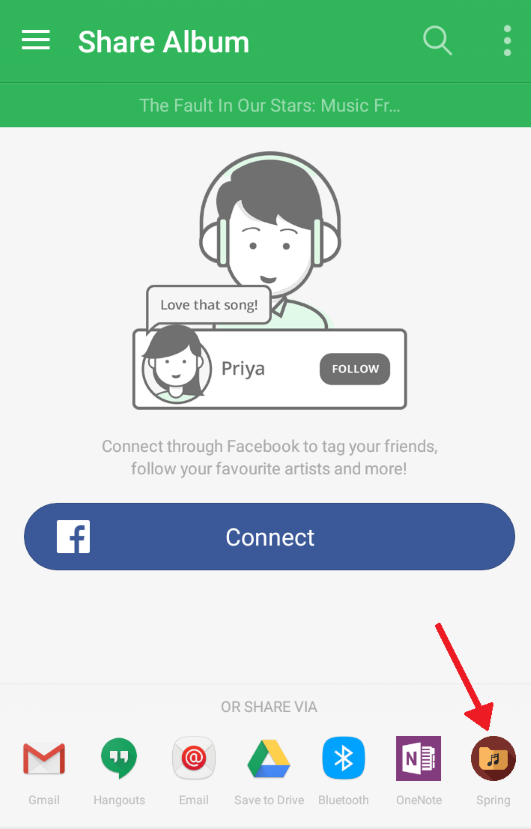 Share Album
The Fault In Our Stars: Music Fr...
Love that song!
Priya
FOLLOW
Connect through Facebook to tag your friends,
follow your favourite artists and more!
f
Connect
OR SHARE VIA
@
N
Gmail
Hangouts
Email
Save to Drive
Bluetooth
OneNote
Spring